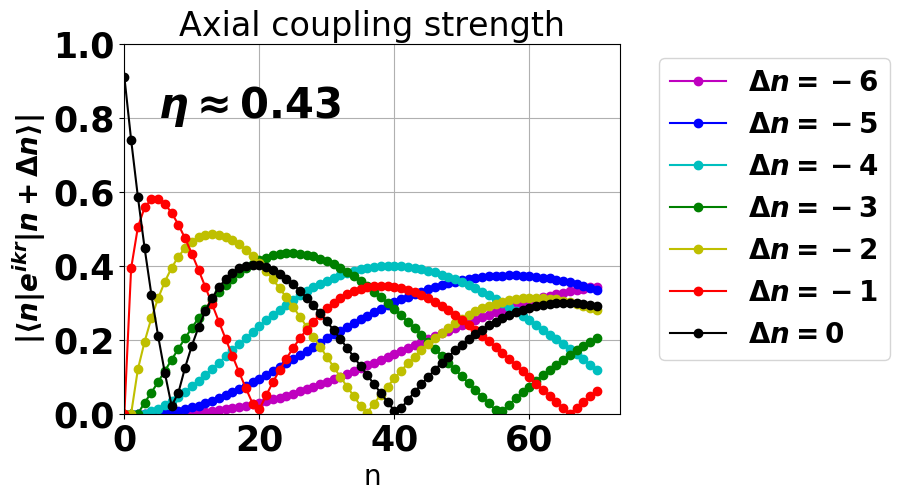 Axial coupling strength
η ≈ 0.43
|⟨n|e^{ikr}|n + Δn⟩|
1.0
0.8
0.6
0.4
0.2
0.0
0 20 40 60
n
Δn = − 6
Δn = − 5
Δn = − 4
Δn = − 3
Δn = − 2
Δn = − 1
Δn = 0